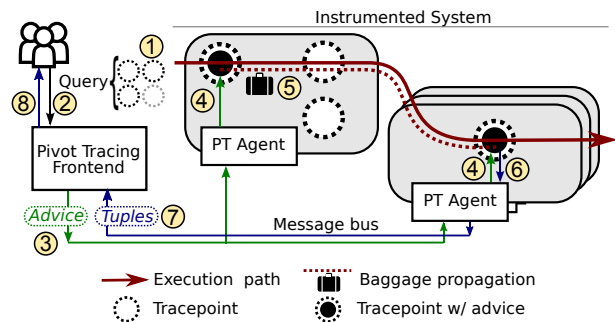 Instrumented System
1
Query
4
5
8
2
PT Agent
Pivot Tracing
Frontend
4
6
PT Agent
Advice
Tuples
7
3
Message bus
Execution path
Baggage propagation
Tracepoint
Tracepoint w/ advice